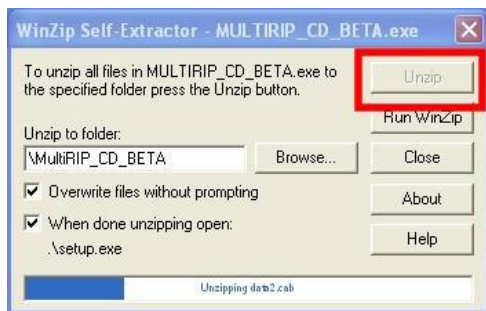 WinZip Self-Extractor - MULTIRIP_CD_BETA.exe
To unzip all files in MULTIRIP_CD_BETA.exe to
the specified folder press the Unzip button.
Unzip
Run WinZip
Unzip to folder:
\MultiRIP_CD_BETA
Browse...
Close
Overwrite files without prompting
About
When done unzipping open:
.\setup.exe
Help
Unzipping data2.cab